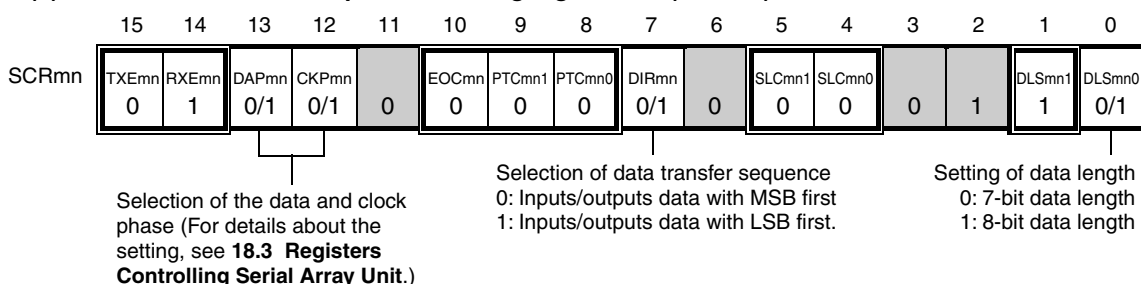 15 14 13 12 11 10 9 8 7 6 5 4 3 2 1 0
SCRmn TXEmn RXEmn DAPmn CKPmn EOCmn PTCmn1 PTCmn0 DIRmn SLCmn1 SLCmn0 DLSmn1 DLSmn0
0 1 0/1 0/1 0 0 0 0 0/1 0 0 0 0 1 1 0/1
Selection of the data and clock
phase (For details about the
setting, see 18.3 Registers
Controlling Serial Array Unit.)
Selection of data transfer sequence
0: Inputs/outputs data with MSB first
1: Inputs/outputs data with LSB first.
Setting of data length
0: 7-bit data length
1: 8-bit data length